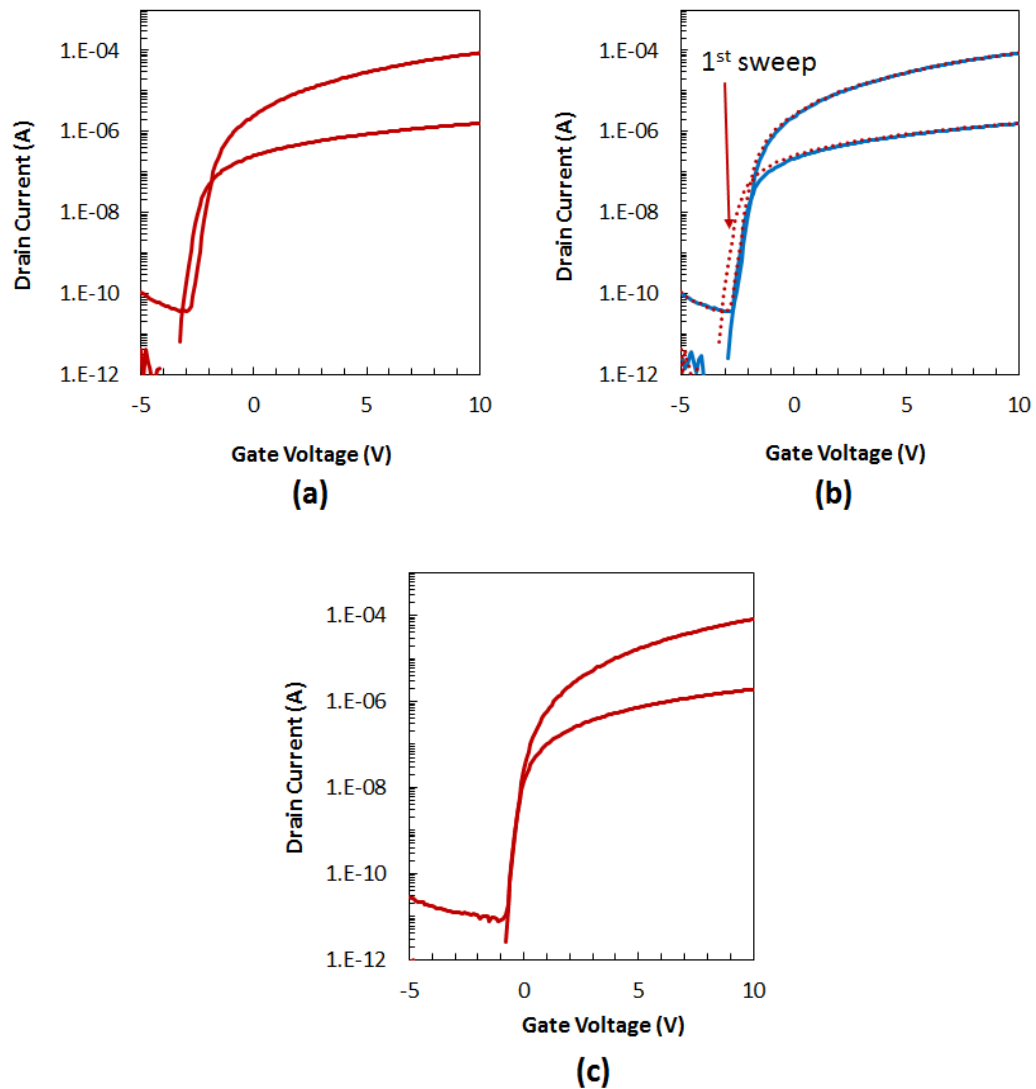 1.E-04
1.E-06
1.E-08
1.E-10
1.E-12
Drain Current (A)
-5 0 5 10
Gate Voltage (V)
(a)
1st sweep
1.E-04
1.E-06
1.E-08
1.E-10
1.E-12
Drain Current (A)
-5 0 5 10
Gate Voltage (V)
(b)
1.E-04
1.E-06
1.E-08
1.E-10
1.E-12
Drain Current (A)
-5 0 5 10
Gate Voltage (V)
(c)